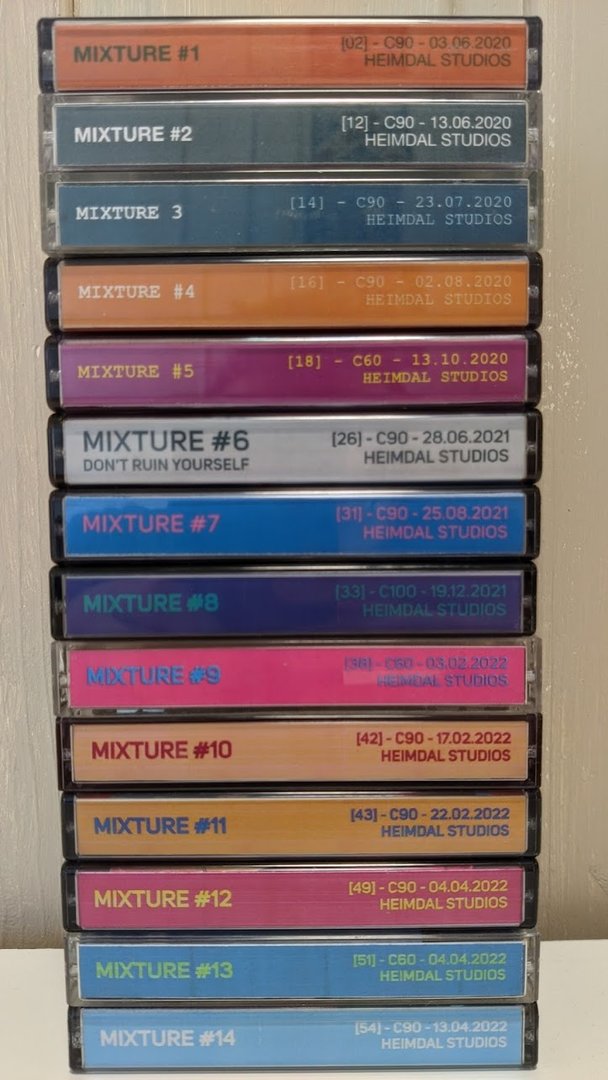 MIXTURE #1
[02] - C90 - 03.06.2020
HEIMDAL STUDIOS
MIXTURE #2
[12] - C90 - 13.06.2020
HEIMDAL STUDIOS
MIXTURE 3
[14] - C90 - 23.07.2020
HEIMDAL STUDIOS
MIXTURE #4
[16] - C90 - 02.08.2020
HEIMDAL STUDIOS
MIXTURE #5
[18] - C60 - 13.10.2020
HEIMDAL STUDIOS
MIXTURE #6
DON'T RUIN YOURSELF
[26] - C90 - 28.06.2021
HEIMDAL STUDIOS
MIXTURE #7
[31] - C90 - 25.08.2021
HEIMDAL STUDIOS
MIXTURE #8
[33] - C100 - 19.12.2021
HEIMDAL STUDIOS
MIXTURE #9
- C60 - 03.02.2022
HEIMDAL STUDIOS
MIXTURE #10
[42] - C90 - 17.02.2022
HEIMDAL STUDIOS
MIXTURE #11
[43] - C90 - 22.02.2022
HEIMDAL STUDIOS
MIXTURE #12
[49] - C90 - 04.04.2022
HEIMDAL STUDIOS
MIXTURE #13
[51] - C60 - 04.04.2022
HEIMDAL STUDIOS
MIXTURE #14
[54] - C90 - 13.04.2022
HEIMDAL STUDIOS